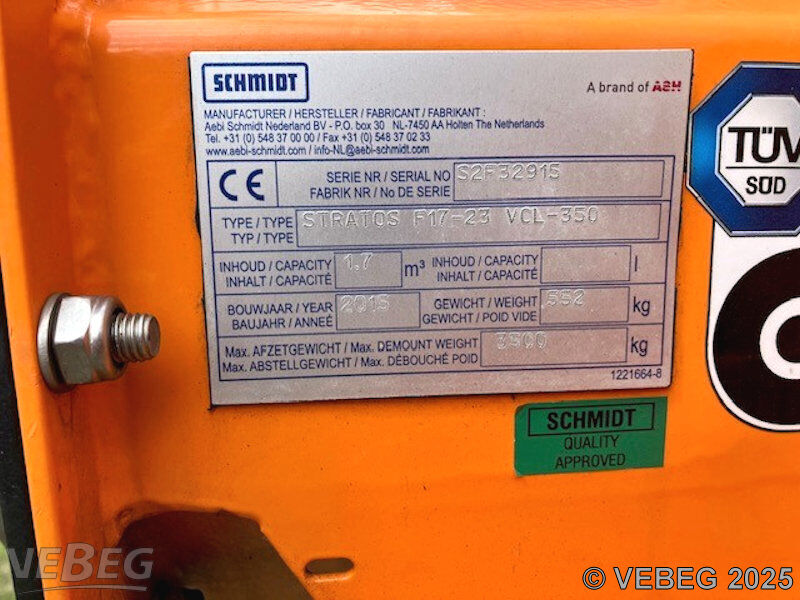 SCHMIDT
A brand of ASH
MANUFACTURER / HERSTELLER / FABRICANT / FABRIKANT :
Aebi Schmidt Nederland BV - P.O. box 30 NL-7450 AA Holten The Netherlands
Tel. +31 (0) 548 37 00 00 / Fax +31 (0) 548 37 02 33
www.aebi-schmidt.com / info-NL@aebi-schmidt.com
CE
SERIE NR / SERIAL NO S2F32915
FABRIK NR / No DE SERIE
TYPE / TYPE STRATOS F17-23 VCL-350
TYP / TYPE
INHOUD / CAPACITY 1,7 m³ INHOUD / CAPACITY l
INHALT / CAPACITÉ INHALT / CAPACITÉ
BOUWJAAR / YEAR 2015 GEWICHT / WEIGHT 552 kg
BAUJAHR / ANNEÉ GEWICHT / POID VIDE
Max. AFZETGEWICHT / Max. DEMOUNT WEIGHT 3500 kg
Max. ABSTELLGEWICHT / Max. DÉBOUCHÉ POID
1221664-8
TÜV
SÜD
SCHMIDT
QUALITY
APPROVED
VEBEG
© VEBEG 2025